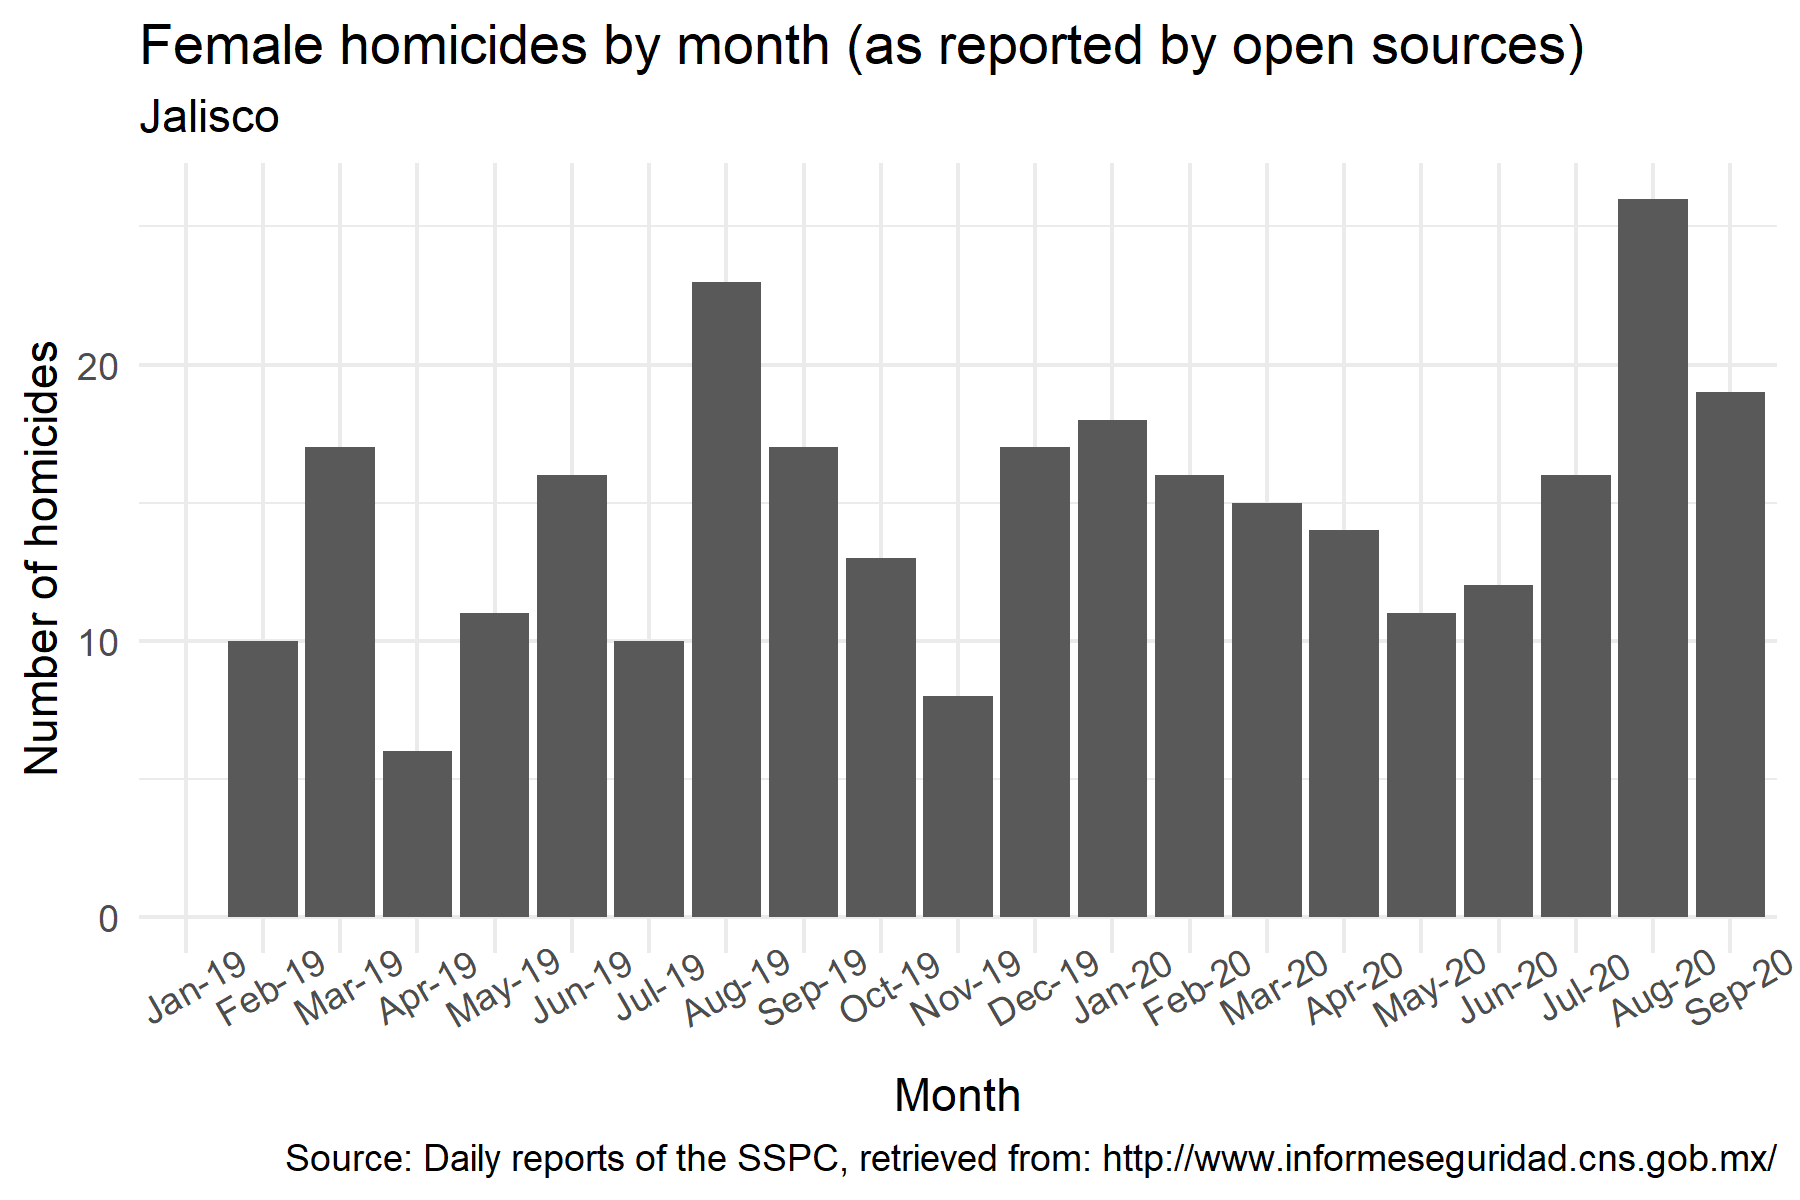 Female homicides by month (as reported by open sources)
Jalisco
Number of homicides
20
10
0
Jan-19
Feb-19
Mar-19
Apr-19
May-19
Jun-19
Jul-19
Aug-19
Sep-19
Oct-19
Nov-19
Dec-19
Jan-20
Feb-20
Mar-20
Apr-20
May-20
Jun-20
Jul-20
Aug-20
Sep-20
Month
Source: Daily reports of the SSPC, retrieved from: http://www.informeseguridad.cns.gob.mx/